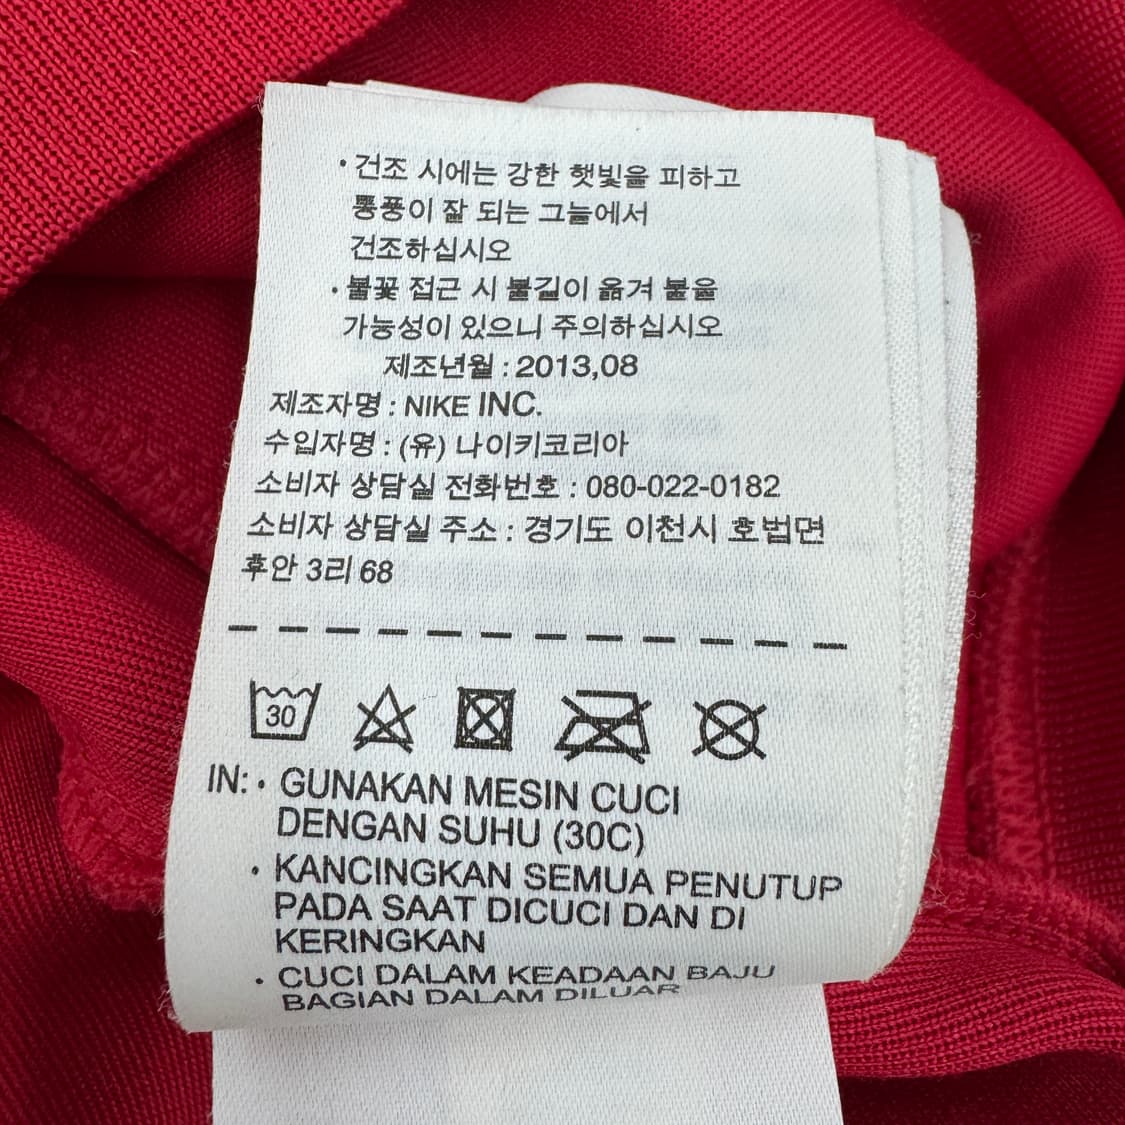 · 건조 시에는 강한 햇빛을 피하고
통풍이 잘 되는 그늘에서
건조하십시오
· 불꽃 접근 시 불길이 옮겨 붙을
가능성이 있으니 주의하십시오
제조년월 : 2013,08
제조자명 : NIKE INC.
수입자명 : (유) 나이키코리아
소비자 상담실 전화번호 : 080-022-0182
소비자 상담실 주소 : 경기도 이천시 호법면
후안 3리 68
30
IN: · GUNAKAN MESIN CUCI
DENGAN SUHU (30C)
· KANCINGKAN SEMUA PENUTUP
PADA SAAT DICUCI DAN DI
KERINGKAN
· CUCI DALAM KEADAAN BAJU
BAGIAN DALAM DILUAR